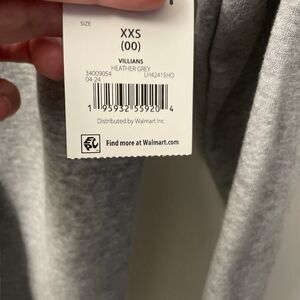 SIZE
XXS
(00)
VILLIANS
HEATHER GREY
34009054 LH4241SHO
04-24
1 95932 55920 4
Distributed by Walmart Inc
Find more at Walmart.com